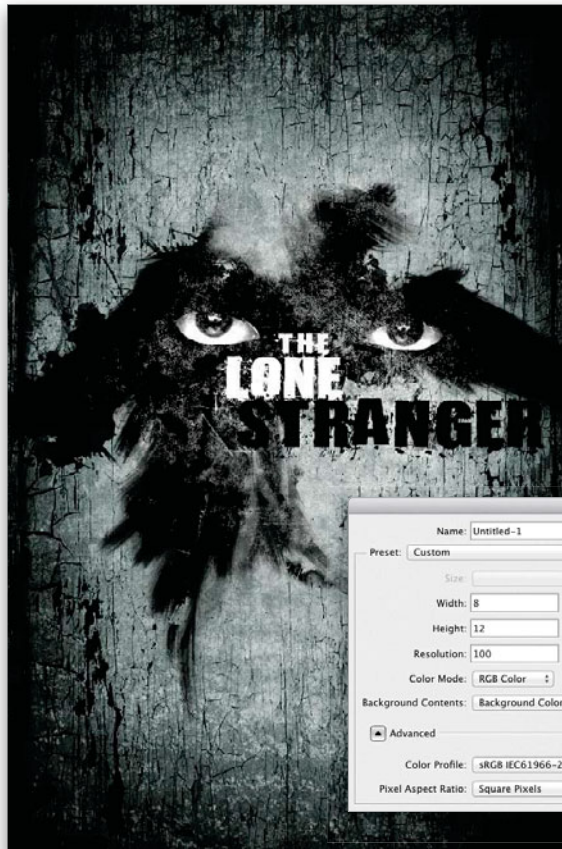 THE
LONE
STRANGER
Name: Untitled-1
Preset: Custom
Size:
Width: 8
Height: 12
Resolution: 100
Color Mode: RGB Color
Background Contents: Background Color
Advanced
Color Profile: sRGB IEC61966-2
Pixel Aspect Ratio: Square Pixels